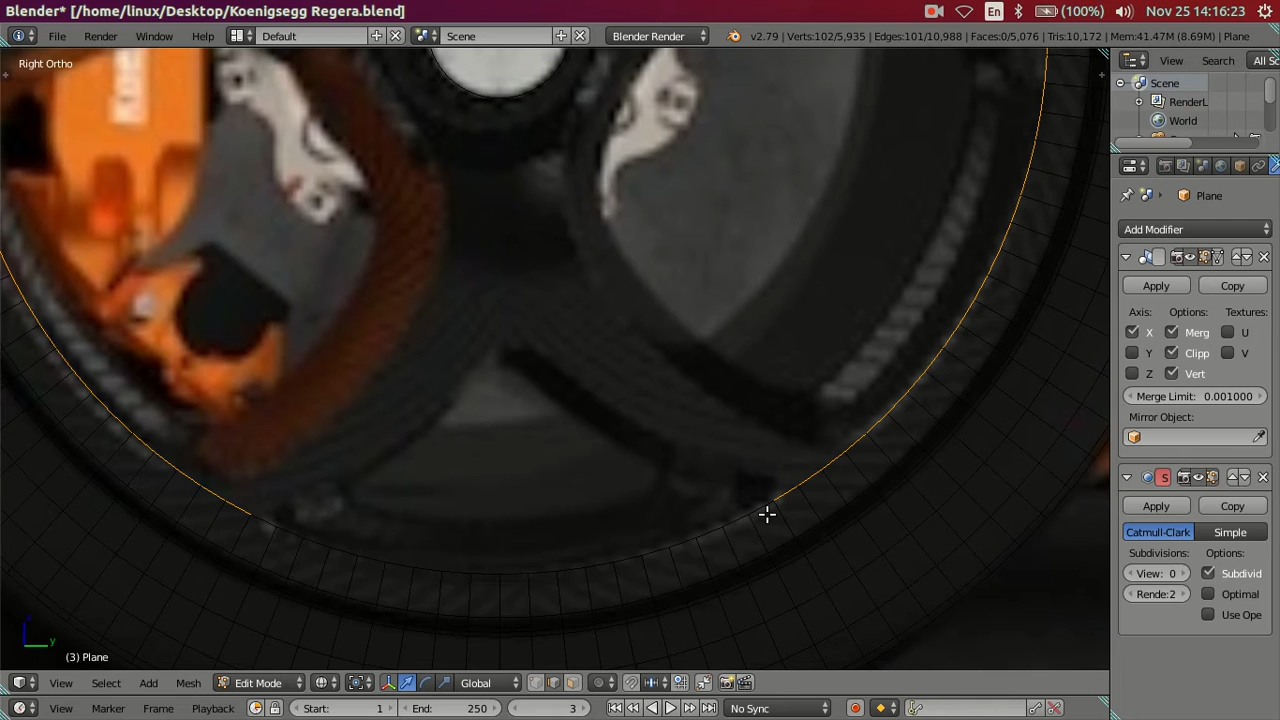 Blender* [/home/linux/Desktop/Koenigsegg Regera.blend]
En
(100%)
Nov 25 14:16:23
File Render Window Help
Default
Scene
Blender Render
v2.79 | Verts:102/5,935 | Edges:101/10,988 | Faces:0/5,076 | Tris:10,172 | Mem:41.47M (8.69M) | Plane
Right Ortho
View Search All Sc
Scene
RenderL
World
Plane
Add Modifier
Apply Copy
Axis: Options: Textures:
X Merg U
Y Clipp V
Z Vert
Merge Limit: 0.001000
Mirror Object:
S
Apply Copy
Catmull-Clark Simple
Subdivisions: Options:
View: 0 Subdivid
Rende:2 Optimal
Use Ope
z
y
(3) Plane
View Select Add Mesh Edit Mode Global
View Marker Frame Playback Start: 1 End: 250 3 No Sync